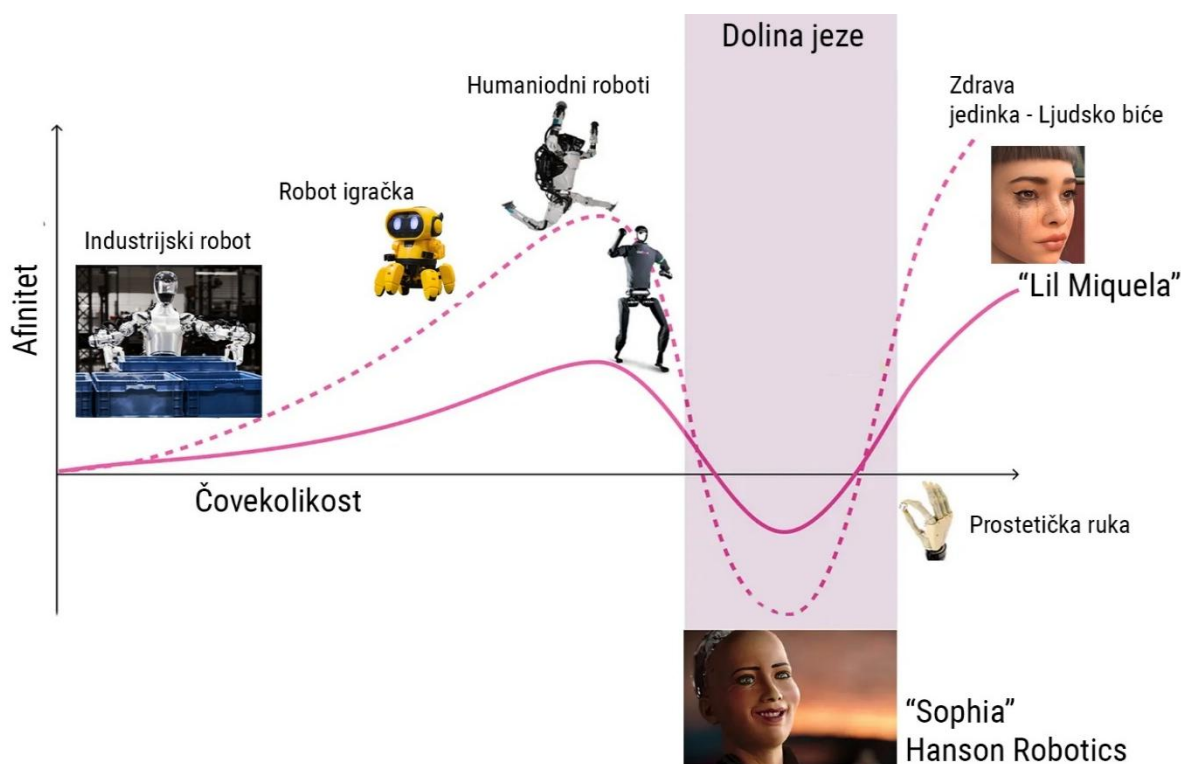 Dolina jeze
Humaniodni roboti
Zdrava
jedinka - Ljudsko biće
Robot igračka
Industrijski robot
“Lil Miquela”
Afinitet
Čovekolikost
Prostetička ruka
“Sophia”
Hanson Robotics